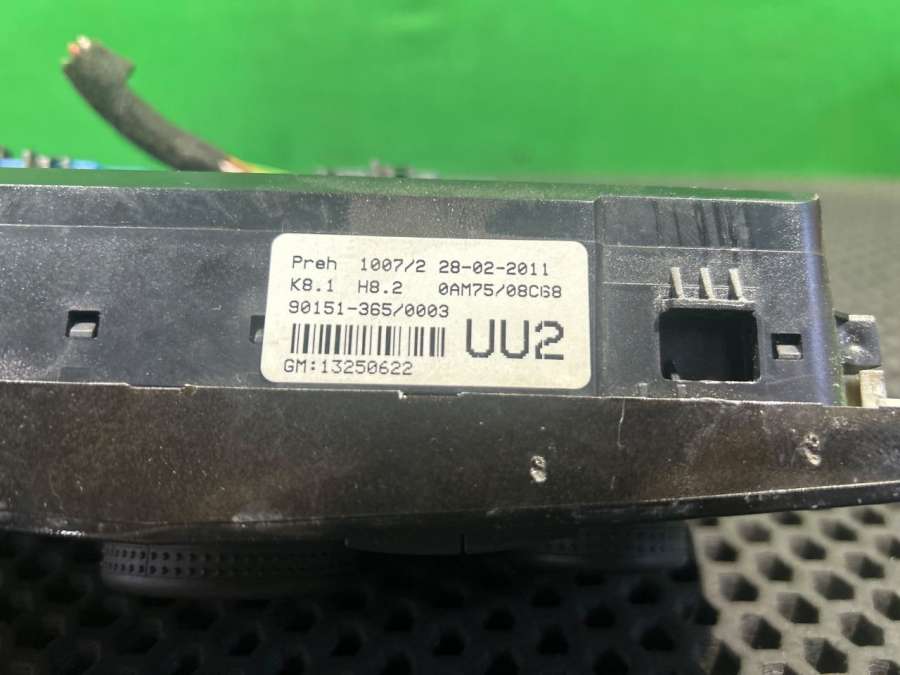 Preh 1007/2 28-02-2011
K8.1 H8.2 0AM75/08C68
90151-365/0003
UU2
GM:13250622